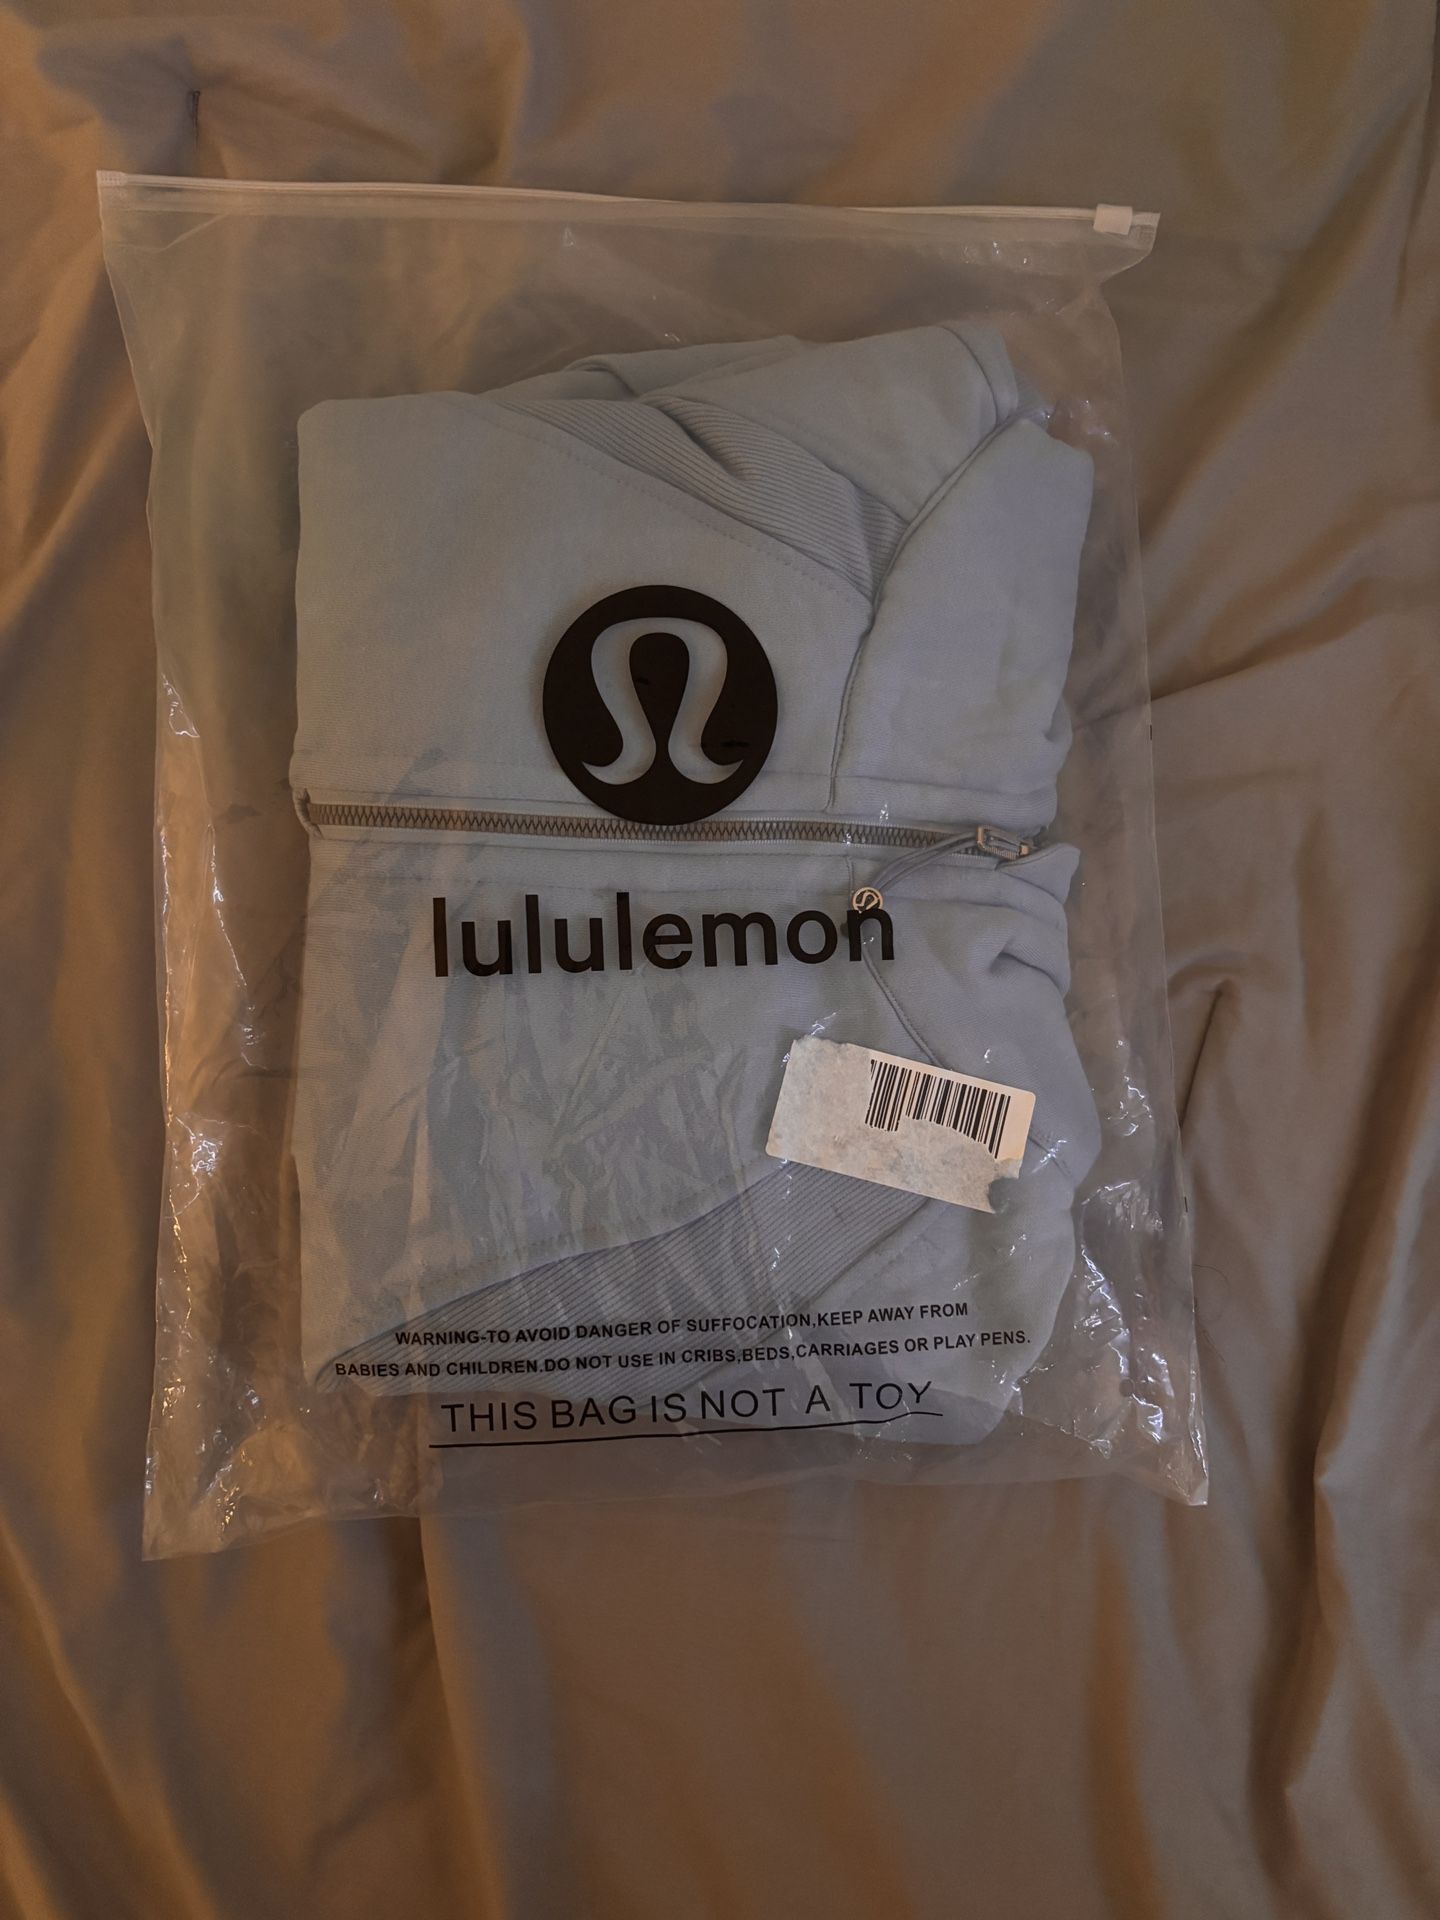 lululemon
WARNING-TO AVOID DANGER OF SUFFOCATION,KEEP AWAY FROM
BABIES AND CHILDREN.DO NOT USE IN CRIBS,BEDS,CARRIAGES OR PLAY PENS.
THIS BAG IS NOT A TOY